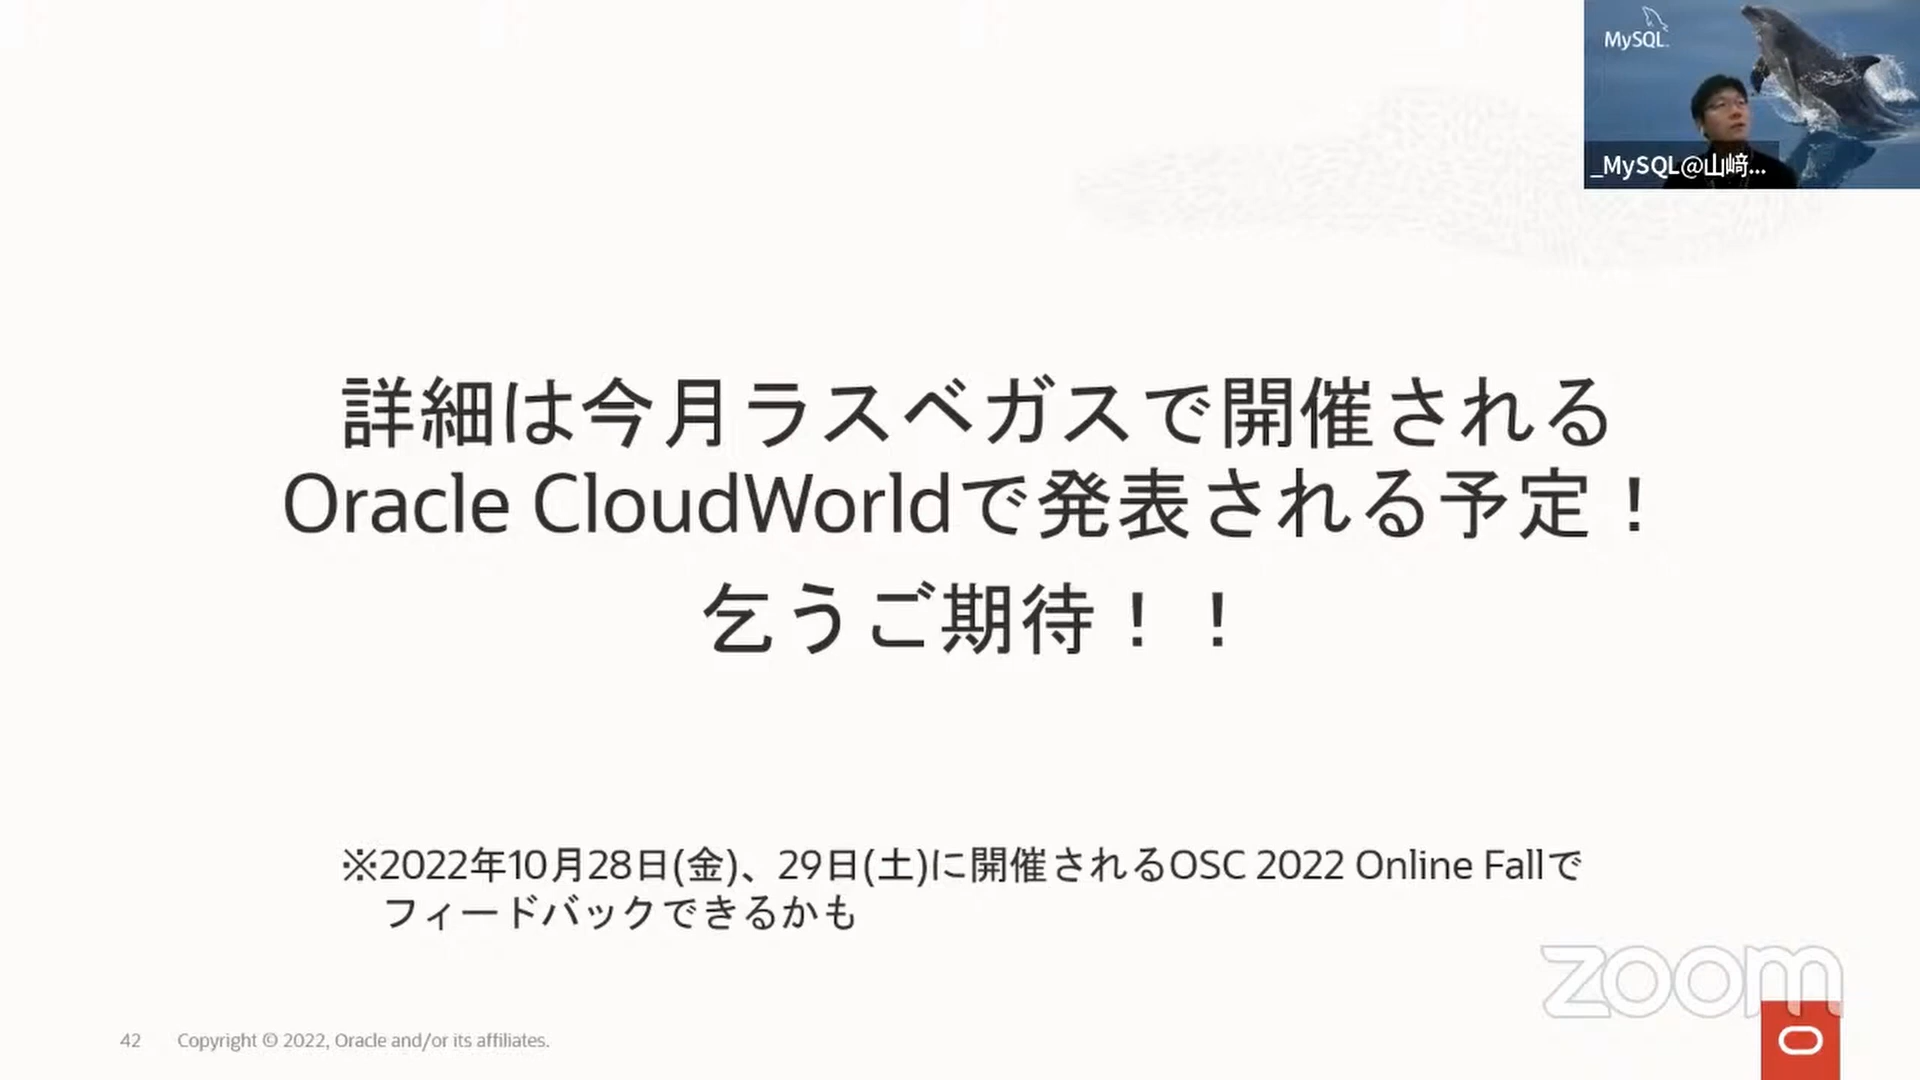 MySQL
_MySQL@山﨑...
詳細は今月ラスベガスで開催される
Oracle CloudWorldで発表される予定！
乞うご期待！！
※2022年10月28日(金)、29日(土)に開催されるOSC 2022 Online Fallで
フィードバックできるかも
zoom
42 Copyright © 2022, Oracle and/or its affiliates.